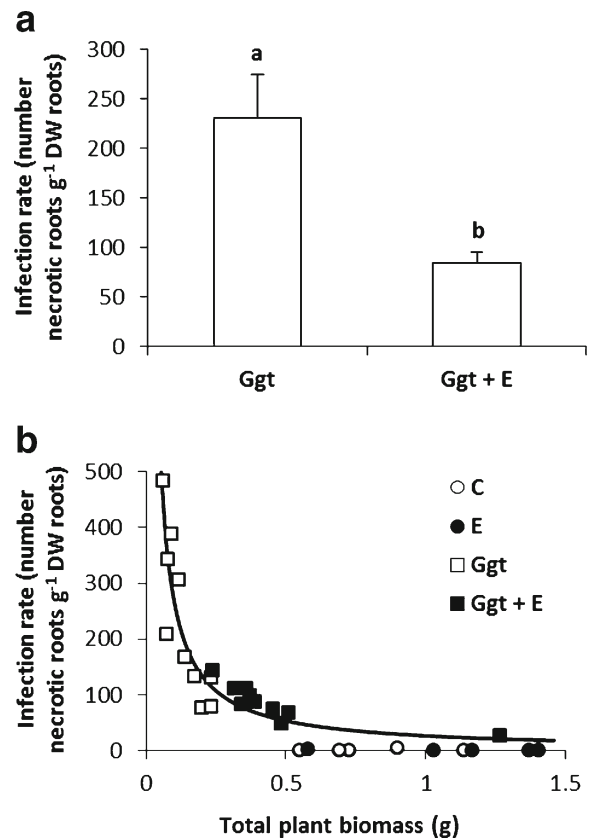 a
Infection rate (number
necrotic roots g⁻¹ DW roots)
300
250
200
150
100
50
0
a
b
Ggt
Ggt + E
b
Infection rate (number
necrotic roots g⁻¹ DW roots)
500
400
300
200
100
0
C
E
Ggt
Ggt + E
0
0.5
1
1.5
Total plant biomass (g)